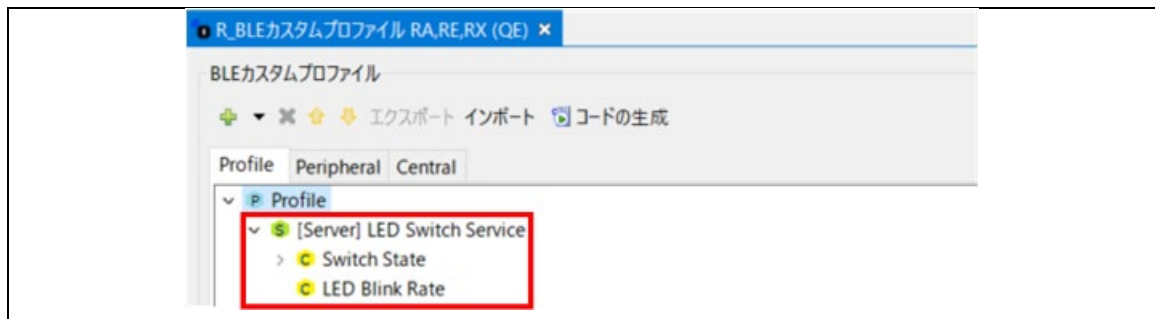 R_BLEカスタムプロファイル RA,RE,RX (QE)
BLEカスタムプロファイル
エクスポート インポート コードの生成
Profile Peripheral Central
P Profile
S [Server] LED Switch Service
C Switch State
C LED Blink Rate